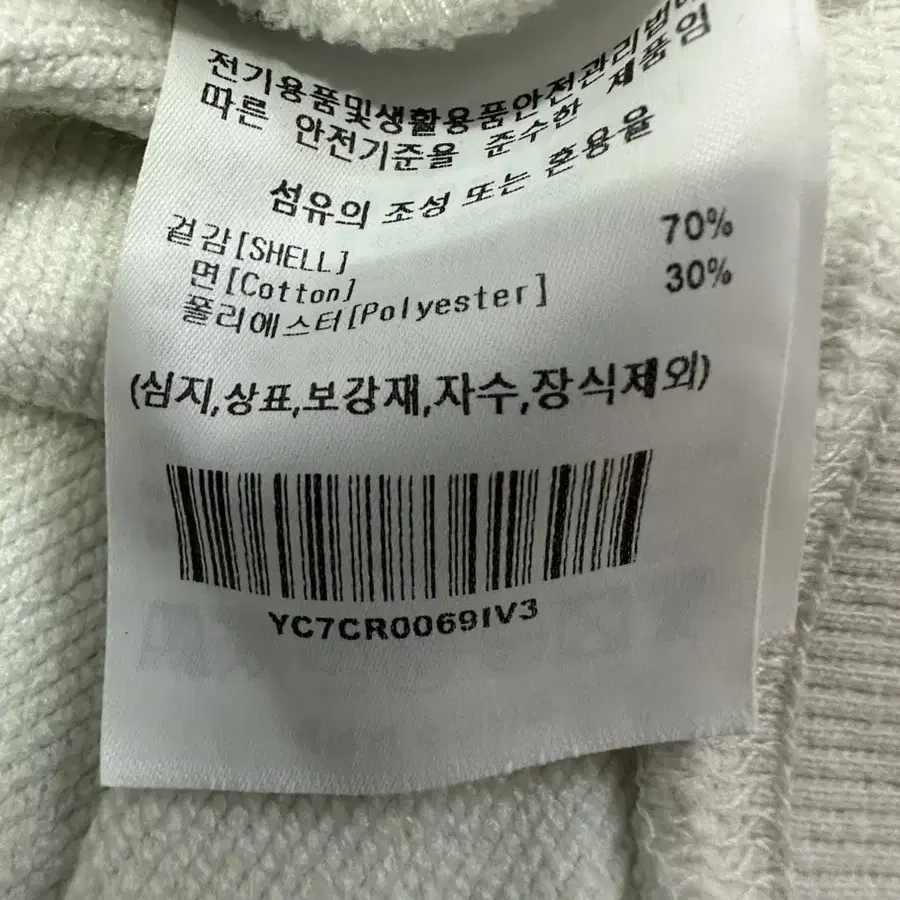 전기용품및생활용품안전관리법에
따른 안전기준을 준수한 제품임
섬유의 조성 또는 혼용율
겉감[SHELL]
면[Cotton] 70%
폴리에스터[Polyester] 30%
(심지,상표,보강재,자수,장식제외)
YC7CR0069IV3